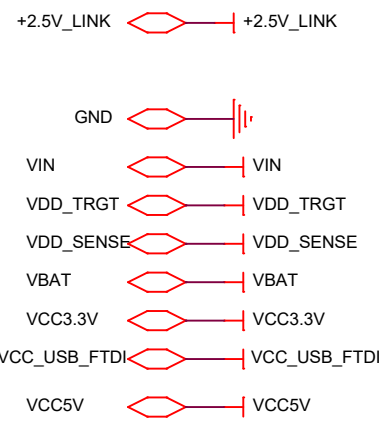 +2.5V_LINK +2.5V_LINK
GND
VIN VIN
VDD_TRGT VDD_TRGT
VDD_SENSE VDD_SENSE
VBAT VBAT
VCC3.3V VCC3.3V
VCC_USB_FTDI VCC_USB_FTDI
VCC5V VCC5V